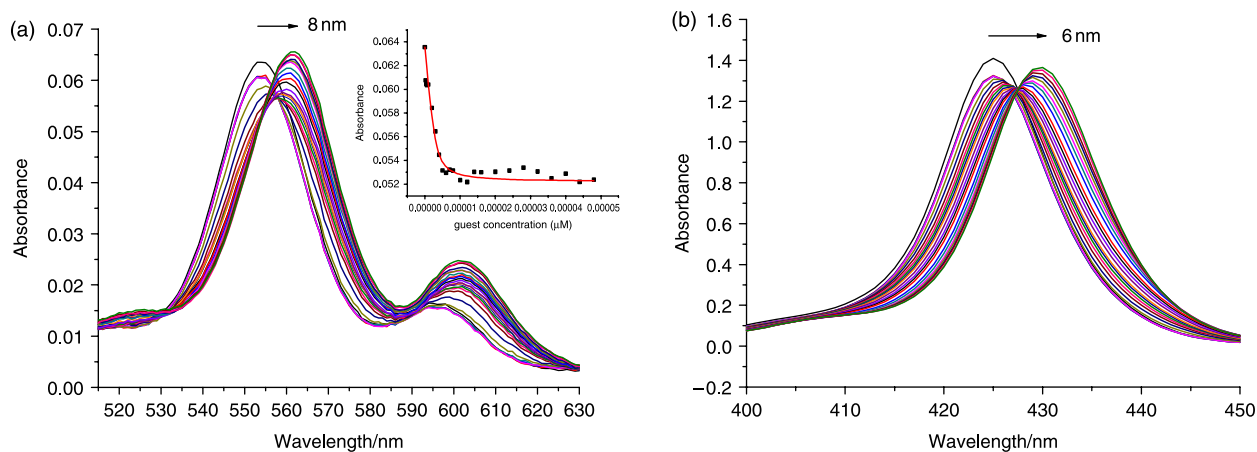 (a)
8 nm
0.07
0.06
0.05
0.04
0.03
0.02
0.01
0.00
Absorbance
520 530 540 550 560 570 580 590 600 610 620 630
Wavelength/nm
0.064
0.062
0.060
0.058
0.056
0.054
0.052
Absorbance
0,00000 0,00001 0,00002 0,00003 0,00004 0,00005
guest concentration (μM)
(b)
6 nm
1.6
1.4
1.2
1.0
0.8
0.6
0.4
0.2
0.0
−0.2
Absorbance
400 410 420 430 440 450
Wavelength/nm